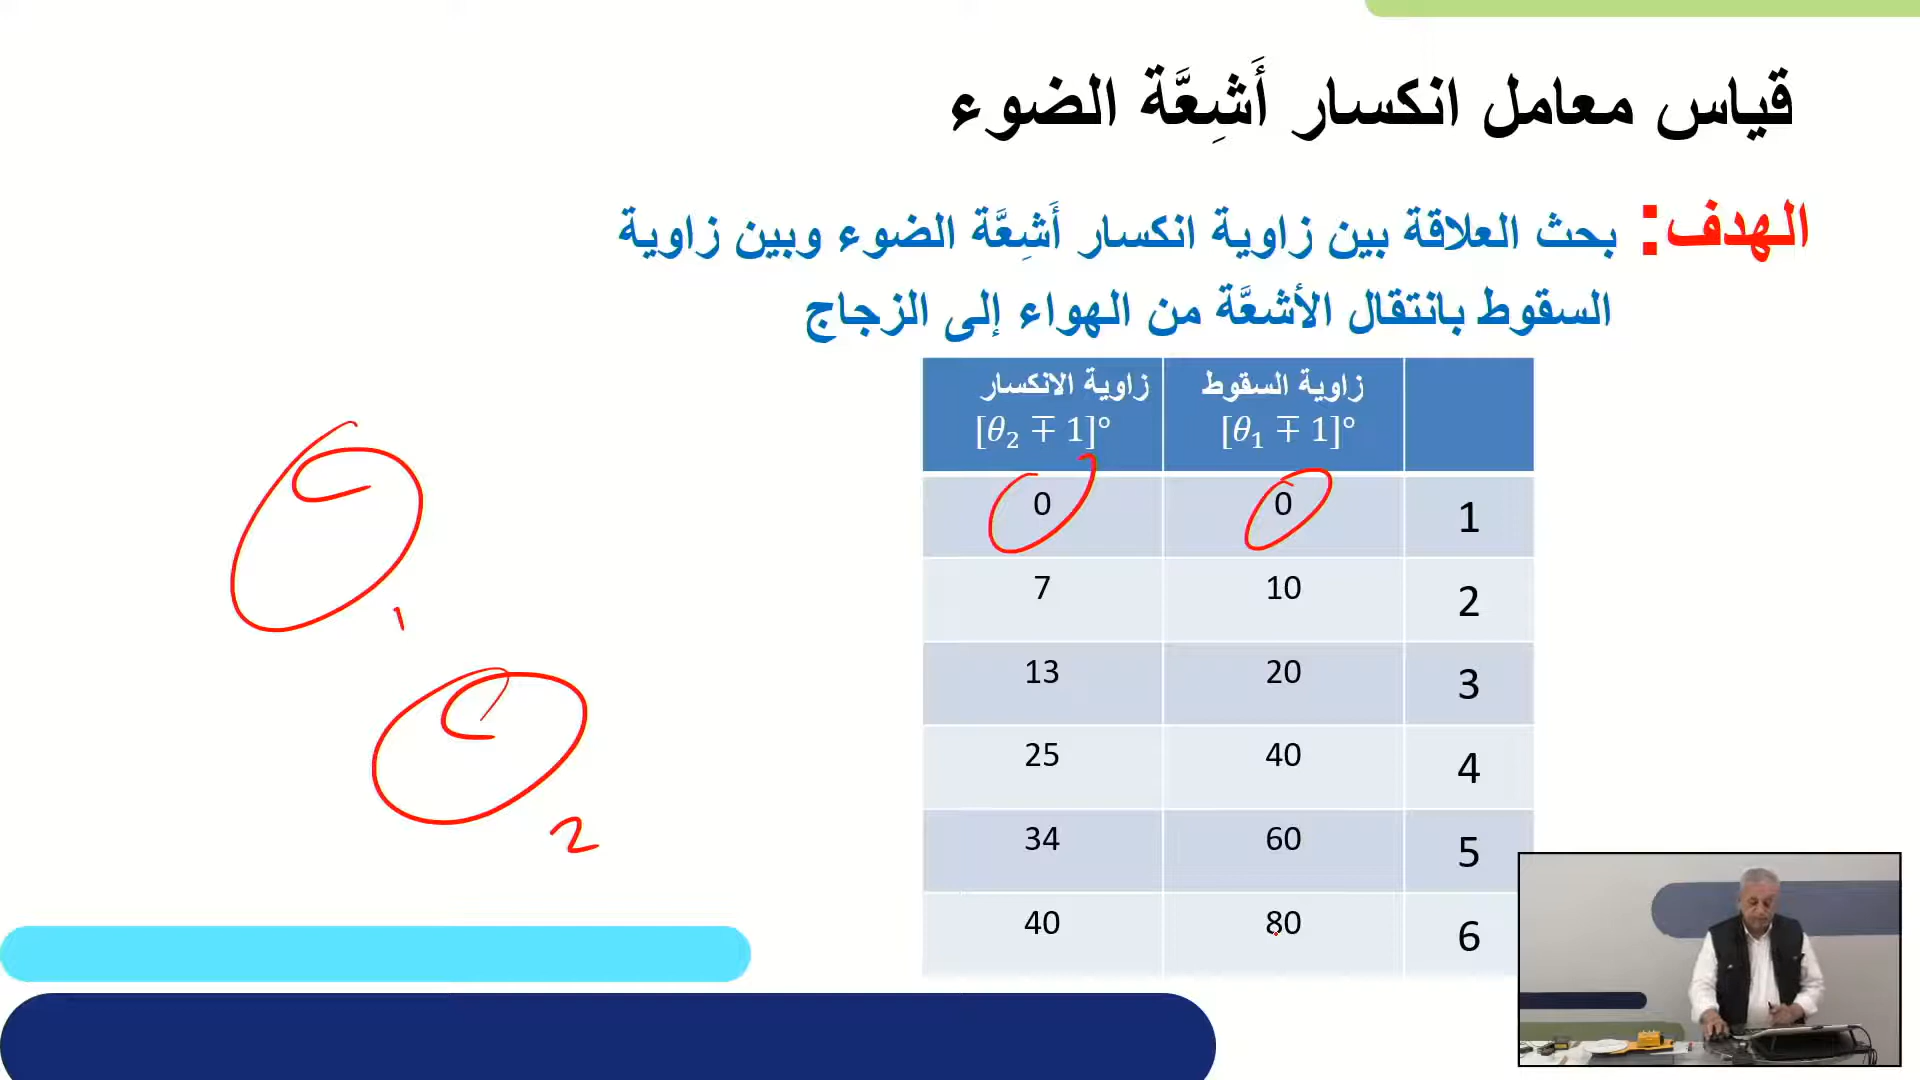 قياس معامل انكسار أَشِعَّة الضوء
الهدف: بحث العلاقة بين زاوية انكسار أَشِعَّة الضوء وبين زاوية
السقوط بانتقال الأشعَّة من الهواء إلى الزجاج
زاوية السقوط زاوية الانكسار
[θ₁ ∓ 1]° [θ₂ ∓ 1]°
1 0 0
2 10 7
3 20 13
4 40 25
5 60 34
6 80 40
1
2